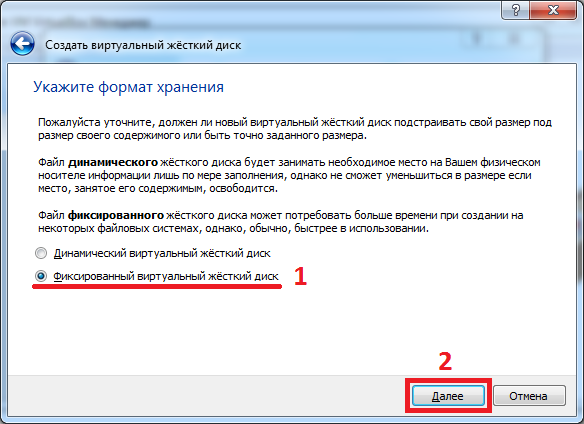 Создать виртуальный жёсткий диск
Укажите формат хранения
Пожалуйста уточните, должен ли новый виртуальный жёсткий диск подстраивать свой размер под
размер своего содержимого или быть точно заданного размера.
Файл динамического жёсткого диска будет занимать необходимое место на Вашем физическом
носителе информации лишь по мере заполнения, однако не сможет уменьшиться в размере если
место, занятое его содержимым, освободится.
Файл фиксированного жёсткого диска может потребовать больше времени при создании на
некоторых файловых системах, однако, обычно, быстрее в использовании.
Динамический виртуальный жёсткий диск
Фиксированный виртуальный жёсткий диск 1
2
Далее Отмена